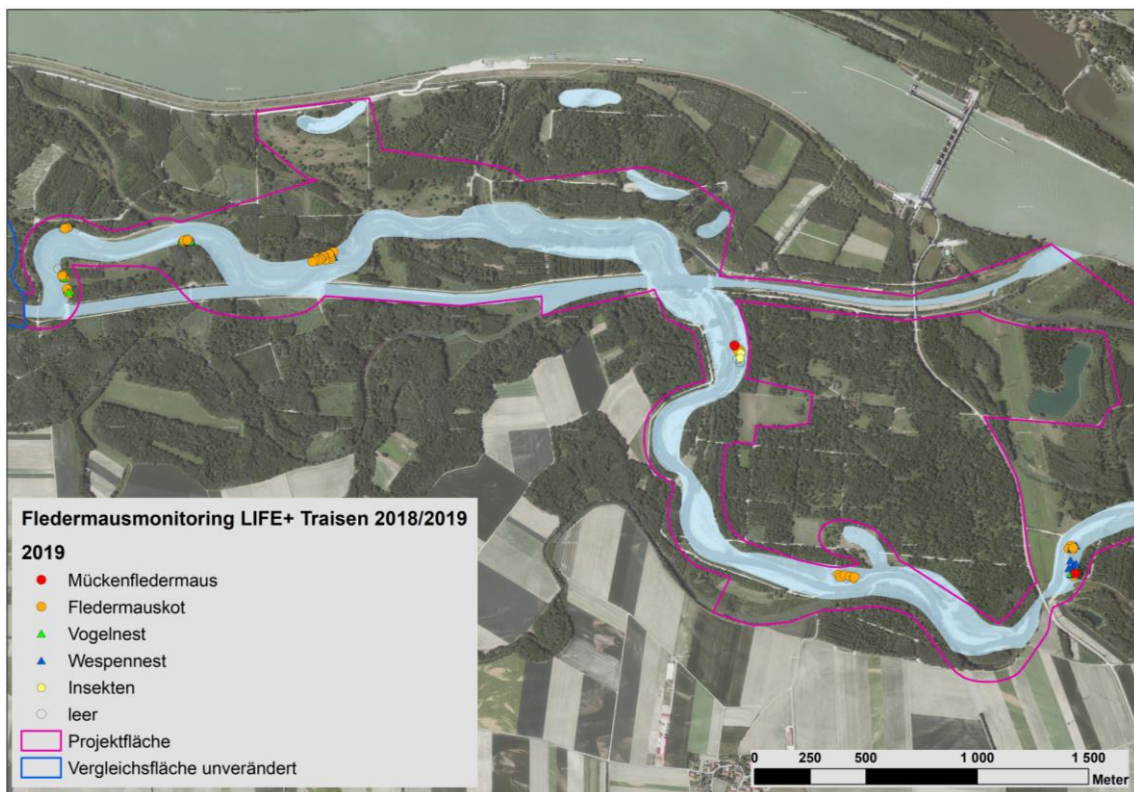 Fledermausmonitoring LIFE+ Traisen 2018/2019
2019
Mückenfledermaus
Fledermauskot
Vogelnest
Wespennest
Insekten
leer
Projektfläche
Vergleichsfläche unverändert
0 250 500 1 000 1 500
Meter